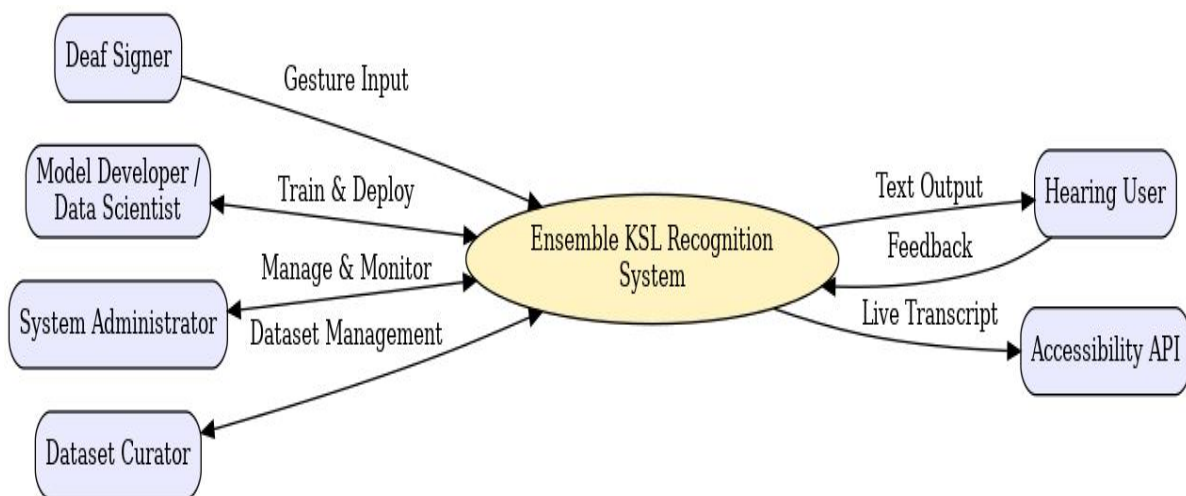 Deaf Signer
Gesture Input
Model Developer /
Data Scientist
Train & Deploy
Manage & Monitor
System Administrator
Dataset Management
Dataset Curator
Ensemble KSL Recognition
System
Text Output
Hearing User
Feedback
Live Transcript
Accessibility API